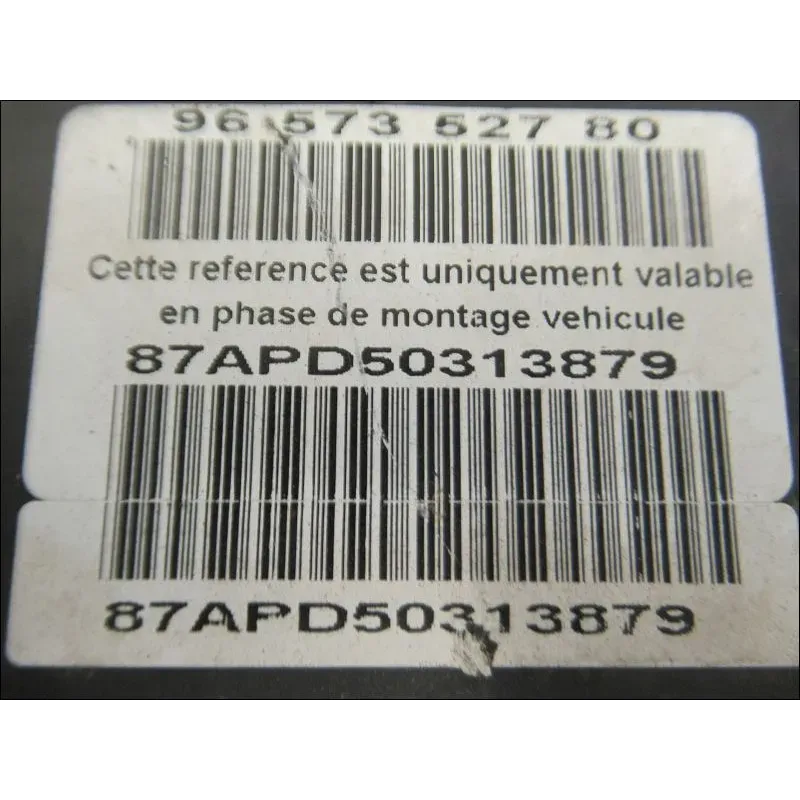 96 573 527 80
Cette reference est uniquement valable
en phase de montage vehicule
87APD50313879
87APD50313879